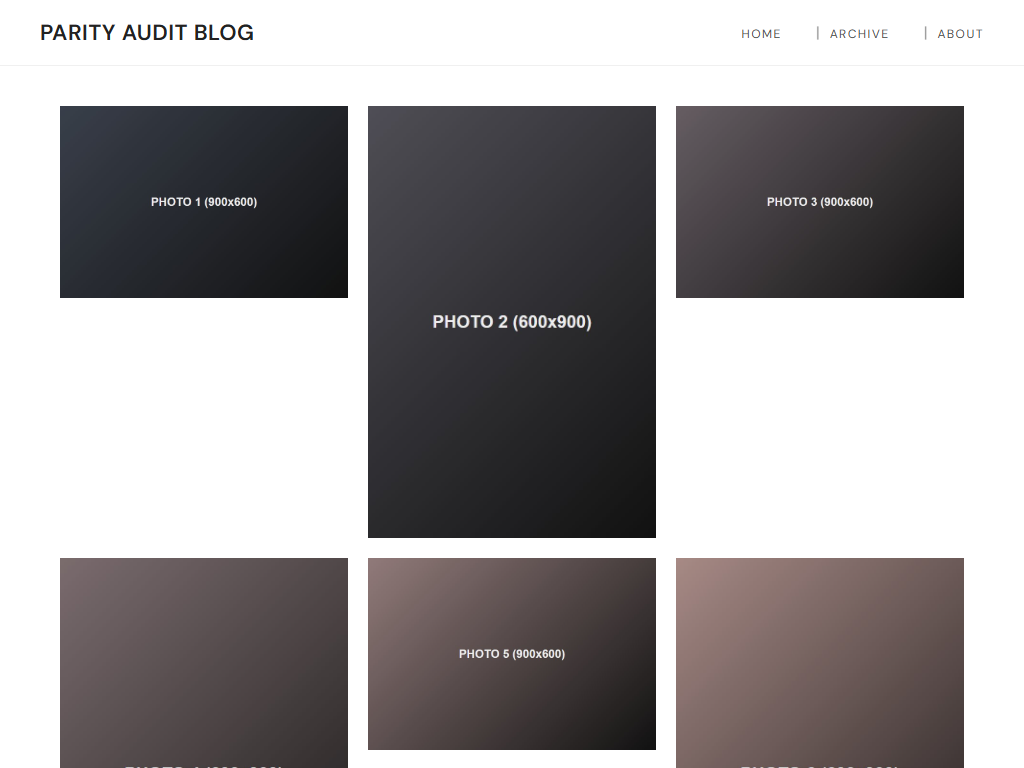 PARITY AUDIT BLOG
HOME | ARCHIVE | ABOUT
PHOTO 1 (900x600)
PHOTO 2 (600x900)
PHOTO 3 (900x600)
PHOTO 5 (900x600)